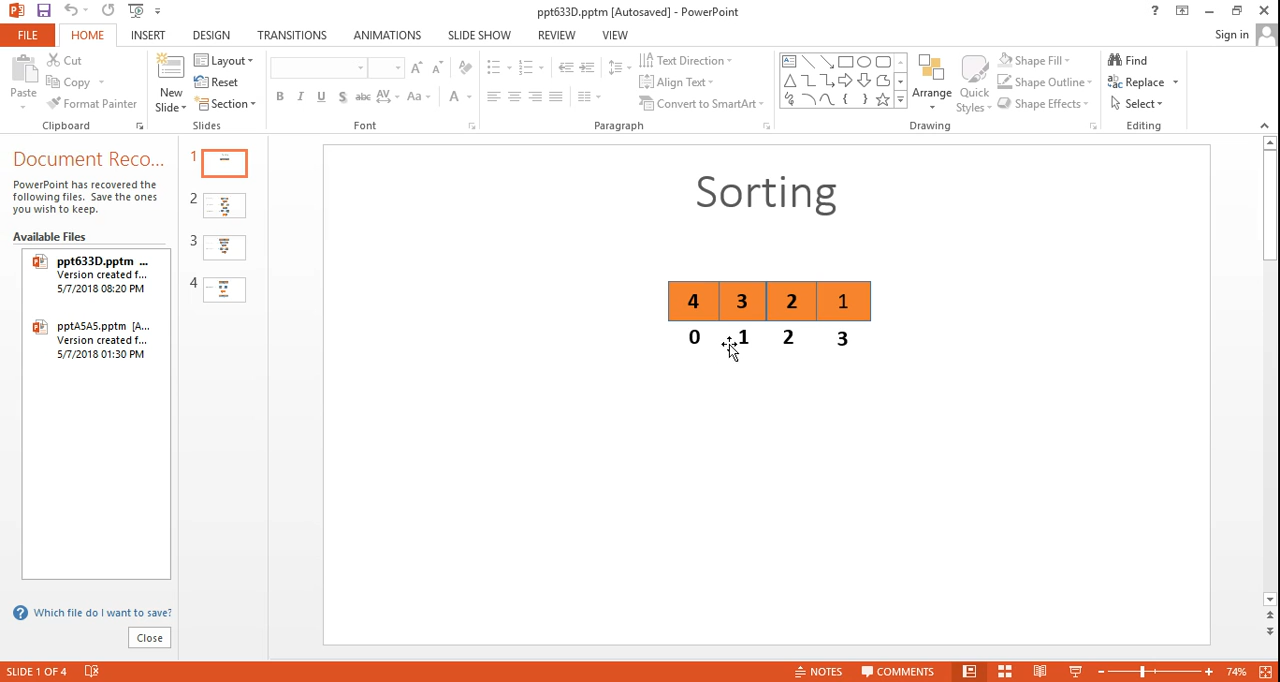 ppt633D.pptm [Autosaved] - PowerPoint
?
Sign in
FILE HOME INSERT DESIGN TRANSITIONS ANIMATIONS SLIDE SHOW REVIEW VIEW
Paste
Cut
Copy
Format Painter
Clipboard
New
Slide
Layout
Reset
Section
Slides
B I U S abc AV Aa A
Font
Text Direction
Align Text
Convert to SmartArt
Paragraph
Arrange
Quick
Styles
Shape Fill
Shape Outline
Shape Effects
Drawing
Find
Replace
Select
Editing
Document Reco...
PowerPoint has recovered the
following files. Save the ones
you wish to keep.
Available Files
ppt633D.pptm ...
Version created f...
5/7/2018 08:20 PM
pptA5A5.pptm [A...
Version created f...
5/7/2018 01:30 PM
? Which file do I want to save?
Close
1
2
3
4
Sorting
4 3 2 1
0 1 2 3
SLIDE 1 OF 4
NOTES COMMENTS
74%